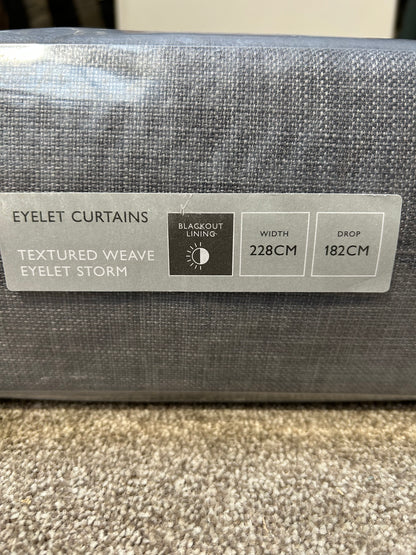 EYELET CURTAINS
TEXTURED WEAVE
EYELET STORM
BLACKOUT
LINING
WIDTH
228CM
DROP
182CM